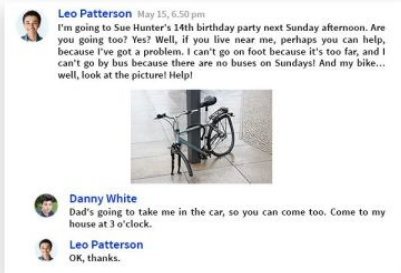 Leo Patterson May 15, 6.50 pm
I'm going to Sue Hunter's 14th birthday party next Sunday afternoon. Are
you going too? Yes? Well, if you live near me, perhaps you can help,
because I've got a problem. I can't go on foot because it's too far, and I
can't go by bus because there are no buses on Sundays! And my bike...
well, look at the picture! Help!
Danny White
Dad's going to take me in the car, so you can come too. Come to my
house at 3 o'clock.
Leo Patterson
OK, thanks.